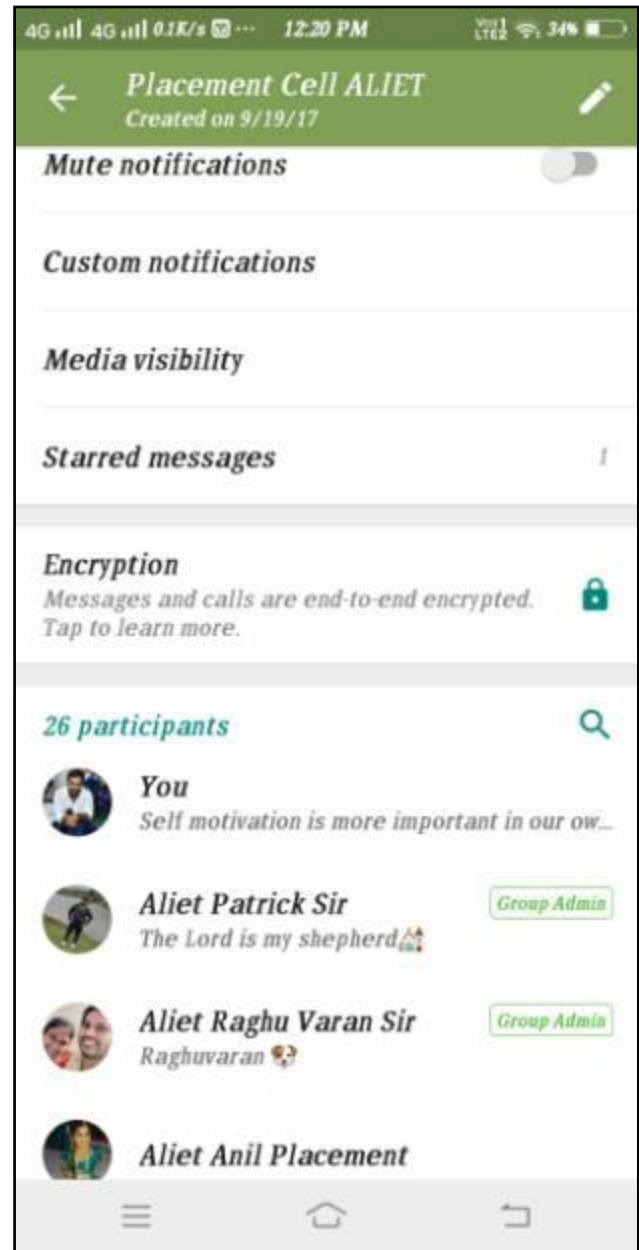 4G 4G 0.1K/s ... 12:20 PM VoLTE2 34%
Placement Cell ALIET
Created on 9/19/17
Mute notifications
Custom notifications
Media visibility
Starred messages 1
Encryption
Messages and calls are end-to-end encrypted.
Tap to learn more.
26 participants
You
Self motivation is more important in our ow...
Aliet Patrick Sir Group Admin
The Lord is my shepherd
Aliet Raghu Varan Sir Group Admin
Raghuvaran
Aliet Anil Placement